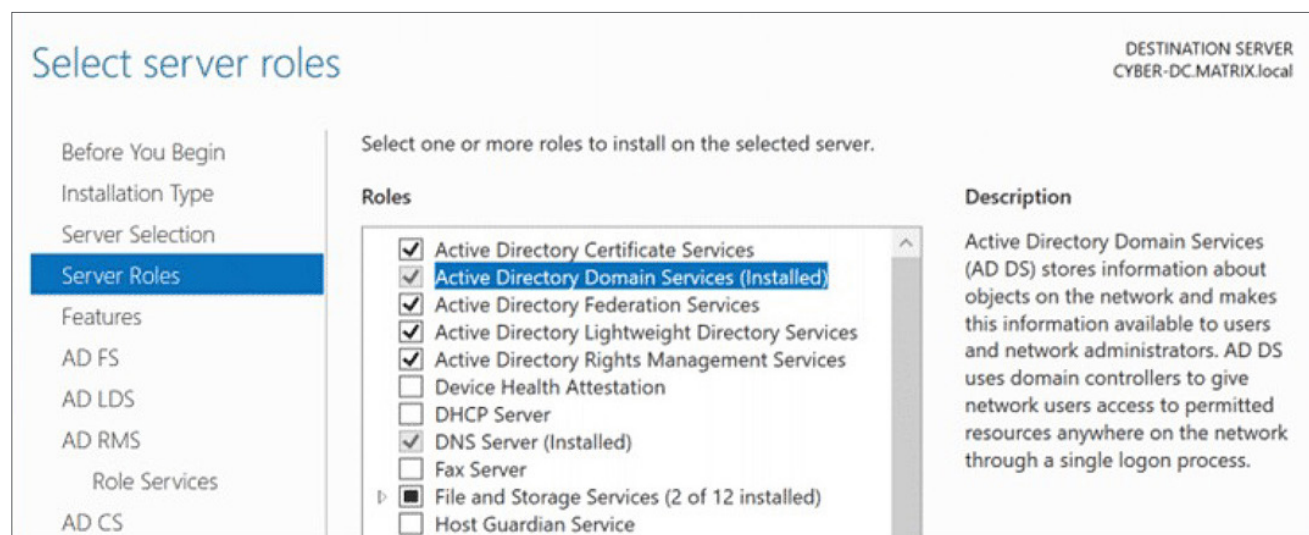 Select server roles
DESTINATION SERVER
CYBER-DC.MATRIX.local
Before You Begin
Installation Type
Server Selection
Server Roles
Features
AD FS
AD LDS
AD RMS
Role Services
AD CS
Select one or more roles to install on the selected server.
Roles
Active Directory Certificate Services
Active Directory Domain Services (Installed)
Active Directory Federation Services
Active Directory Lightweight Directory Services
Active Directory Rights Management Services
Device Health Attestation
DHCP Server
DNS Server (Installed)
Fax Server
File and Storage Services (2 of 12 installed)
Host Guardian Service
Description
Active Directory Domain Services
(AD DS) stores information about
objects on the network and makes
this information available to users
and network administrators. AD DS
uses domain controllers to give
network users access to permitted
resources anywhere on the network
through a single logon process.